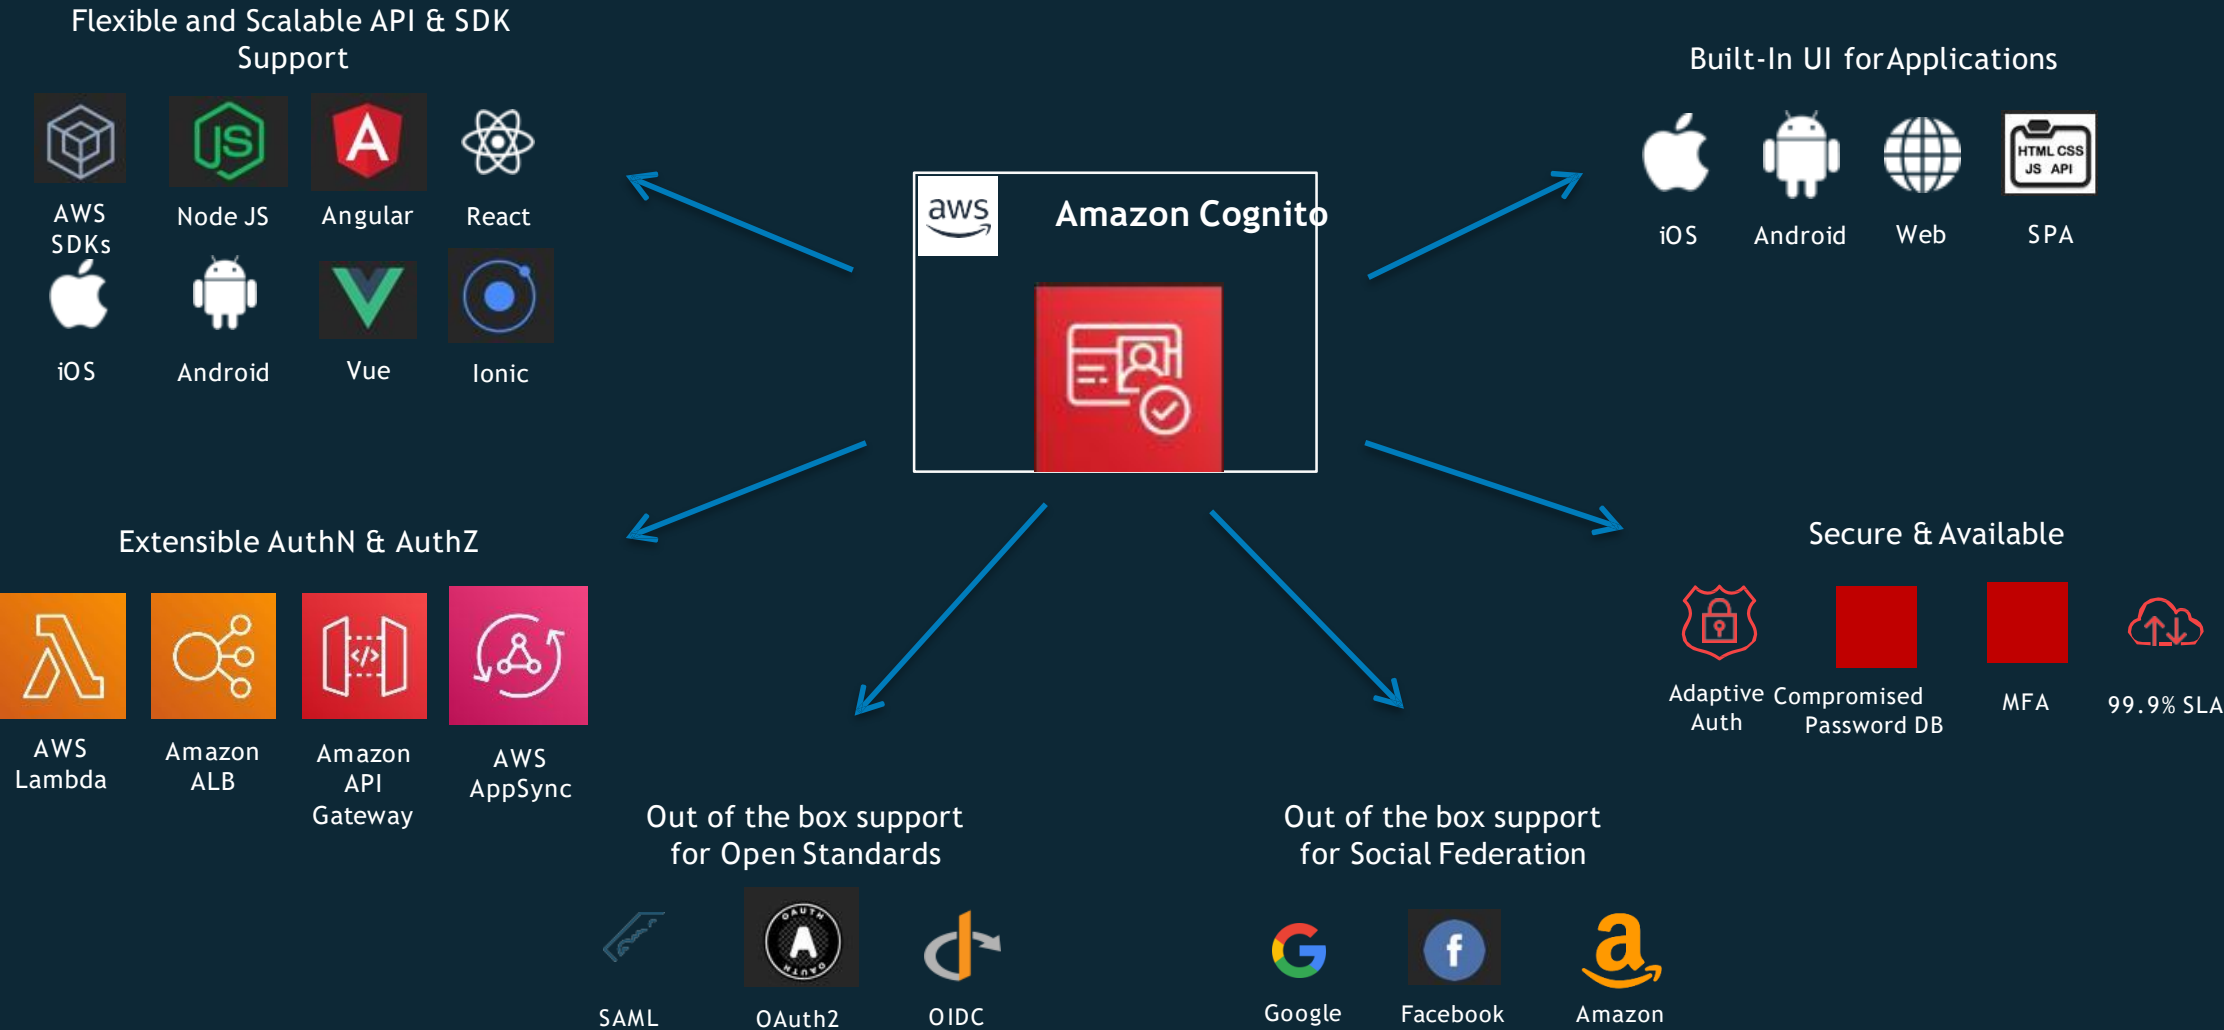 Flexible and Scalable API & SDK
Support
AWS
SDKs
Node JS
Angular
React
iOS
Android
Vue
Ionic
JS
A
aws
Amazon Cognito
Built-In UI for Applications
HTML CSS
JS API
iOS
Android
Web
SPA
Extensible AuthN & AuthZ
</>
AWS
Lambda
Amazon
ALB
Amazon
API
Gateway
AWS
AppSync
Secure & Available
Adaptive
Auth
Compromised
Password DB
MFA
99.9% SLA
Out of the box support
for Open Standards
OAUTH
A
OAUTH
SAML
OAuth2
OIDC
Out of the box support
for Social Federation
G
f
a
Google
Facebook
Amazon